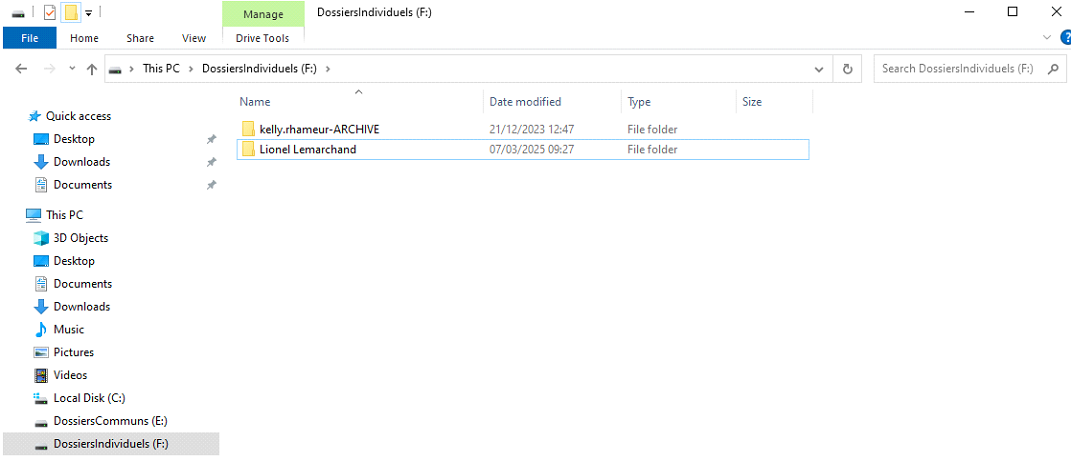 Manage
DossiersIndividuels (F:)
File
Home
Share
View
Drive Tools
?
This PC
DossiersIndividuels (F:)
Search DossiersIndividuels (F:)
Name
Date modified
Type
Size
kelly.rhameur-ARCHIVE
21/12/2023 12:47
File folder
Lionel Lemarchand
07/03/2025 09:27
File folder
Quick access
Desktop
Downloads
Documents
This PC
3D Objects
Desktop
Documents
Downloads
Music
Pictures
Videos
Local Disk (C:)
DossiersCommuns (E:)
DossiersIndividuels (F:)